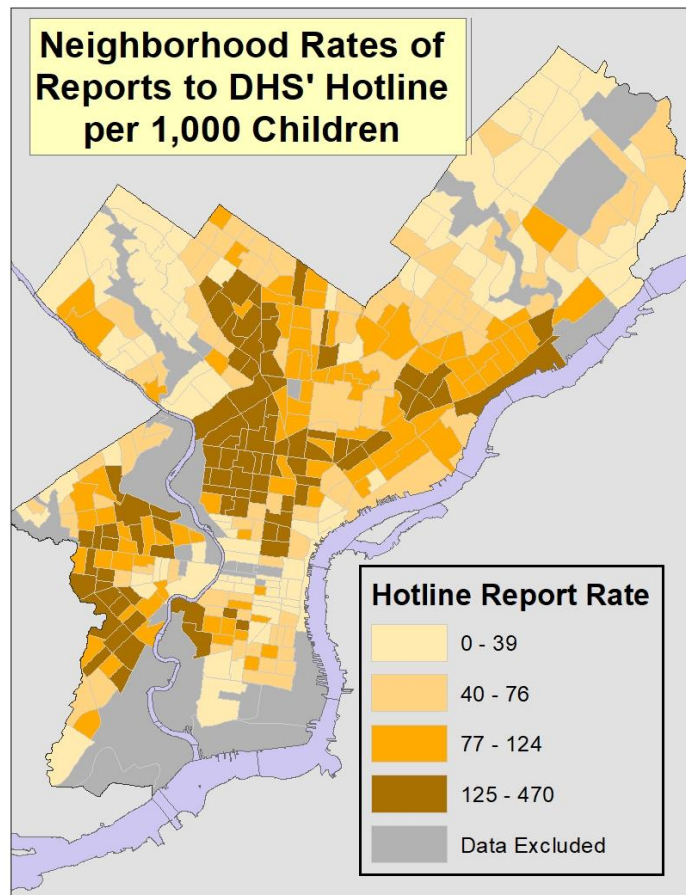 Neighborhood Rates of
Reports to DHS' Hotline
per 1,000 Children
Hotline Report Rate
0 - 39
40 - 76
77 - 124
125 - 470
Data Excluded